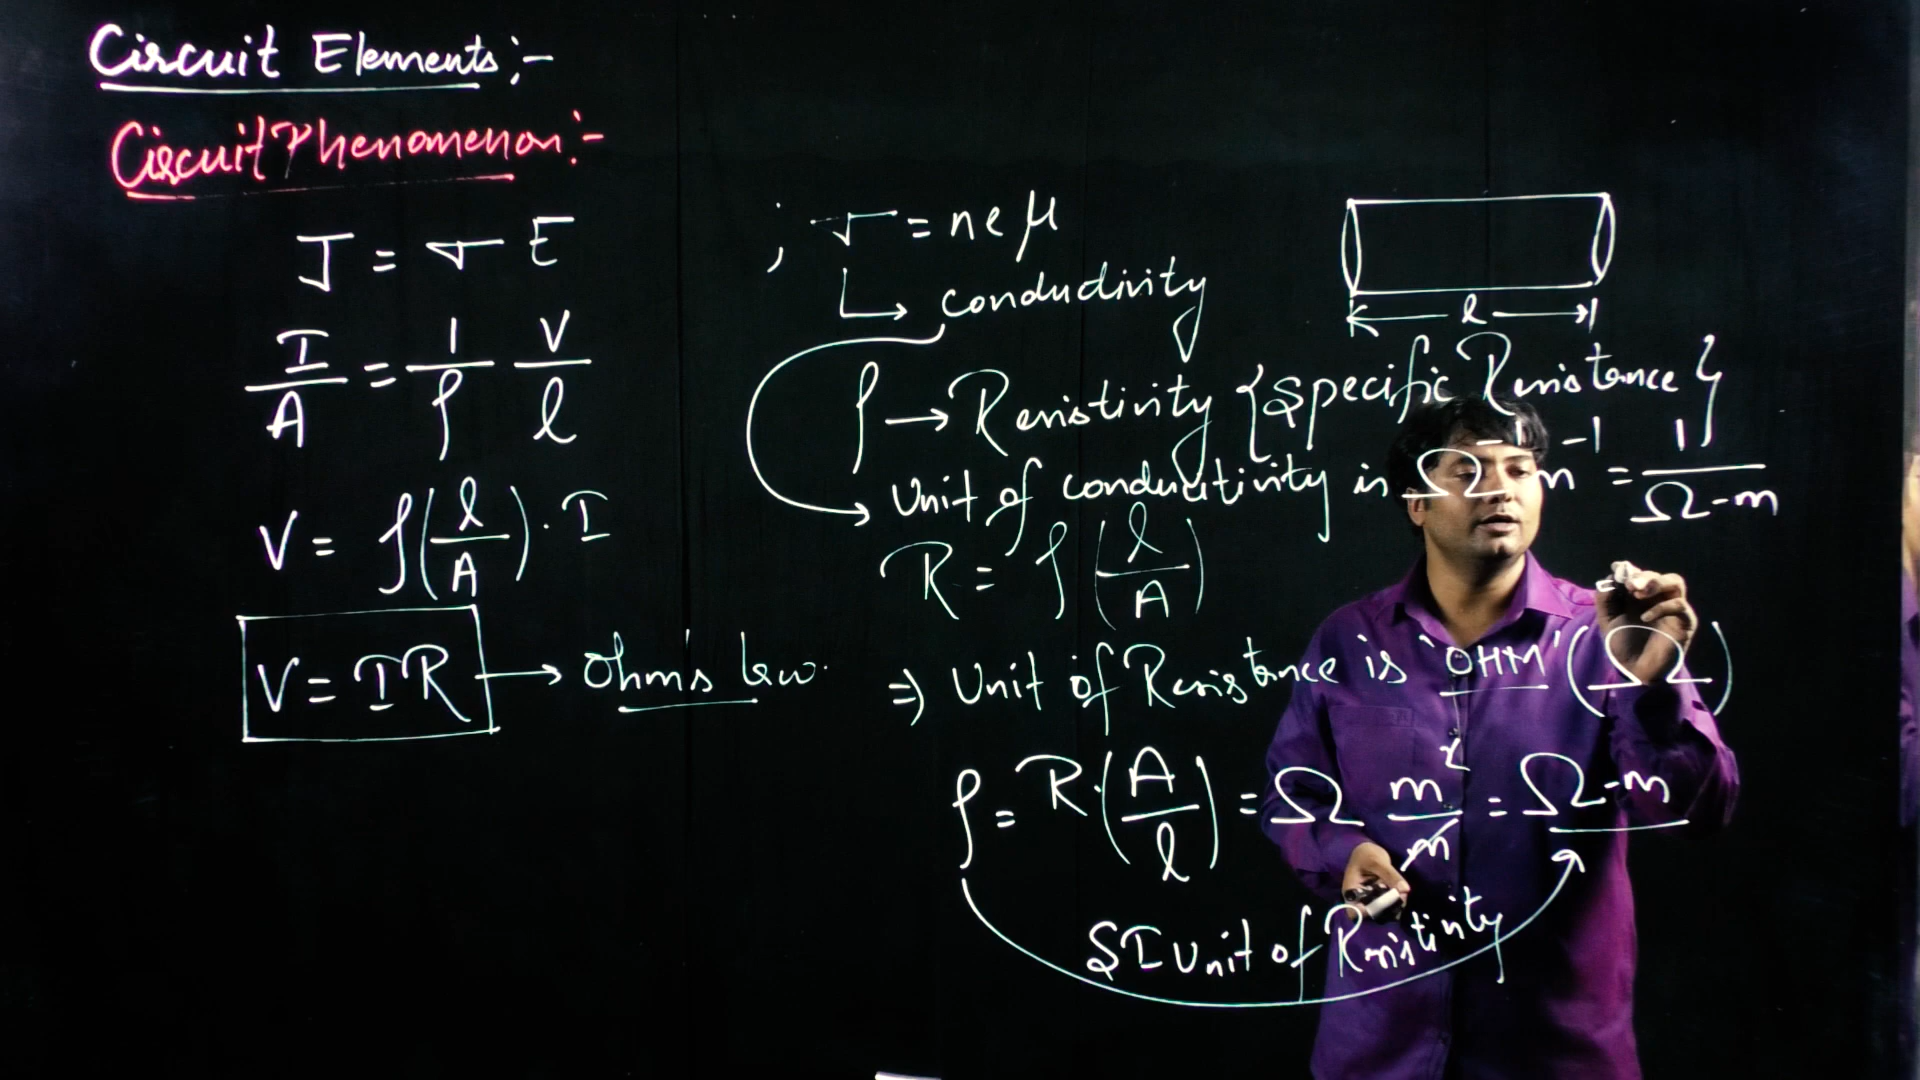 Circuit Elements:-
Circuit Phenomenon:-
J = σ E
I/A = 1/ρ V/l
V = ρ(l/A)·I
V = IR → Ohm's law.
; σ = neμ
↳ conductivity
l
ρ → Resistivity {Specific Resistance}
Unit of conductivity is Ω⁻¹ m⁻¹ = 1/Ω-m
R = ρ(l/A)
⇒ Unit of Resistance is 'OHM' (Ω)
ρ = R·(A/l) = Ω m²/m = Ω-m
SI Unit of Resistivity